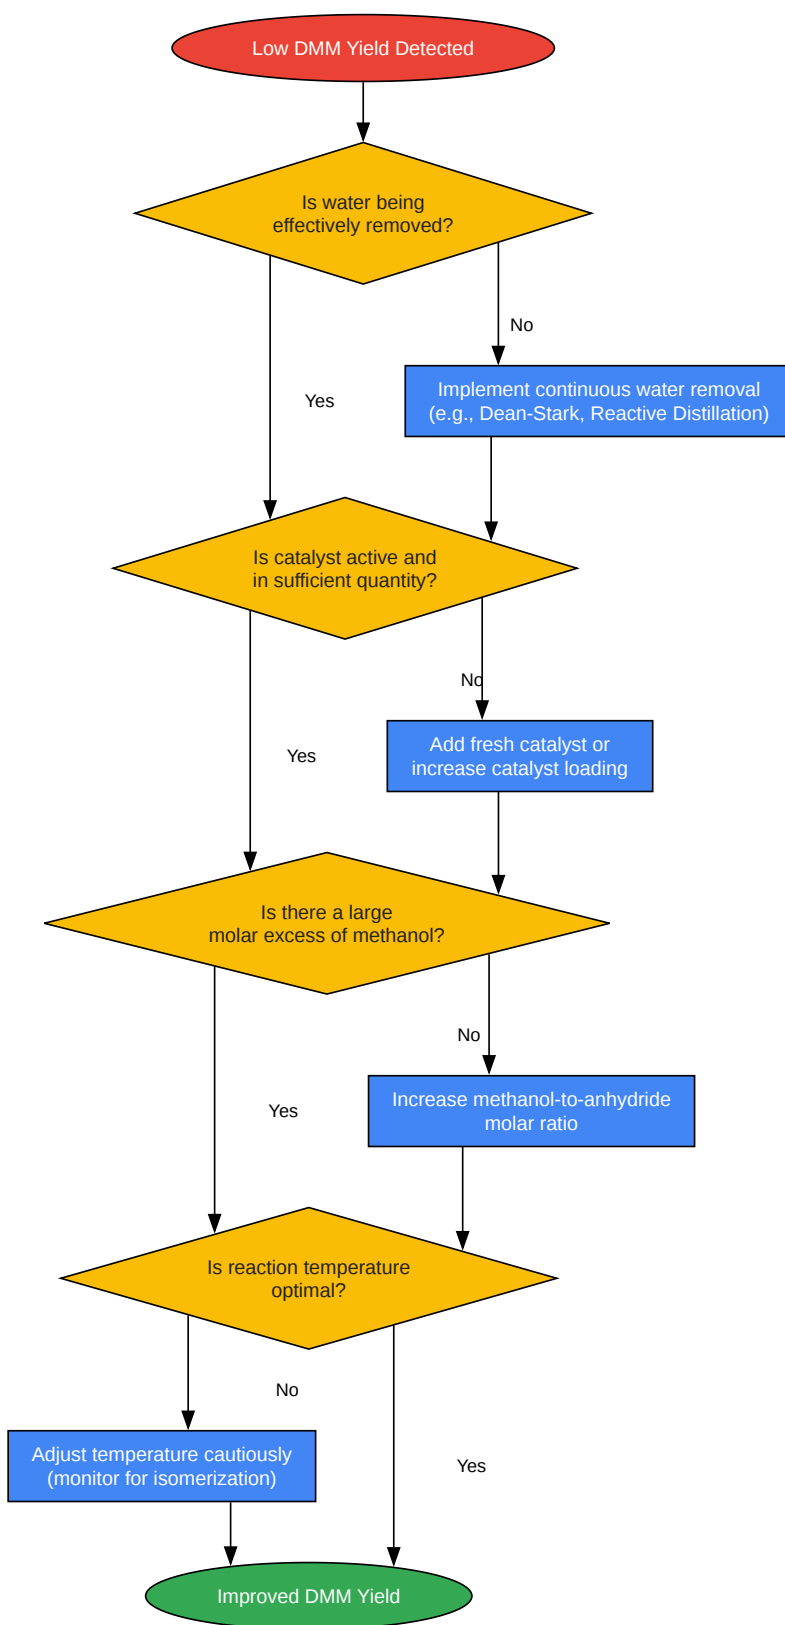 Low DMM Yield Detected
Is water being
effectively removed?
No
Implement continuous water removal
(e.g., Dean-Stark, Reactive Distillation)
Yes
Is catalyst active and
in sufficient quantity?
No
Add fresh catalyst or
increase catalyst loading
Yes
Is there a large
molar excess of methanol?
No
Increase methanol-to-anhydride
molar ratio
Yes
Is reaction temperature
optimal?
No
Adjust temperature cautiously
(monitor for isomerization)
Yes
Improved DMM Yield